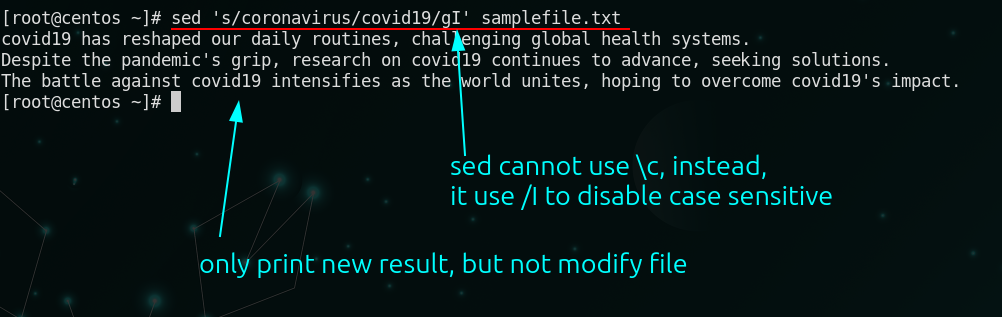 [root@centos ~]# sed 's/coronavirus/covid19/gI' samplefile.txt
covid19 has reshaped our daily routines, challenging global health systems.
Despite the pandemic's grip, research on covid19 continues to advance, seeking solutions.
The battle against covid19 intensifies as the world unites, hoping to overcome covid19's impact.
[root@centos ~]#
sed cannot use \c, instead,
it use /I to disable case sensitive
only print new result, but not modify file